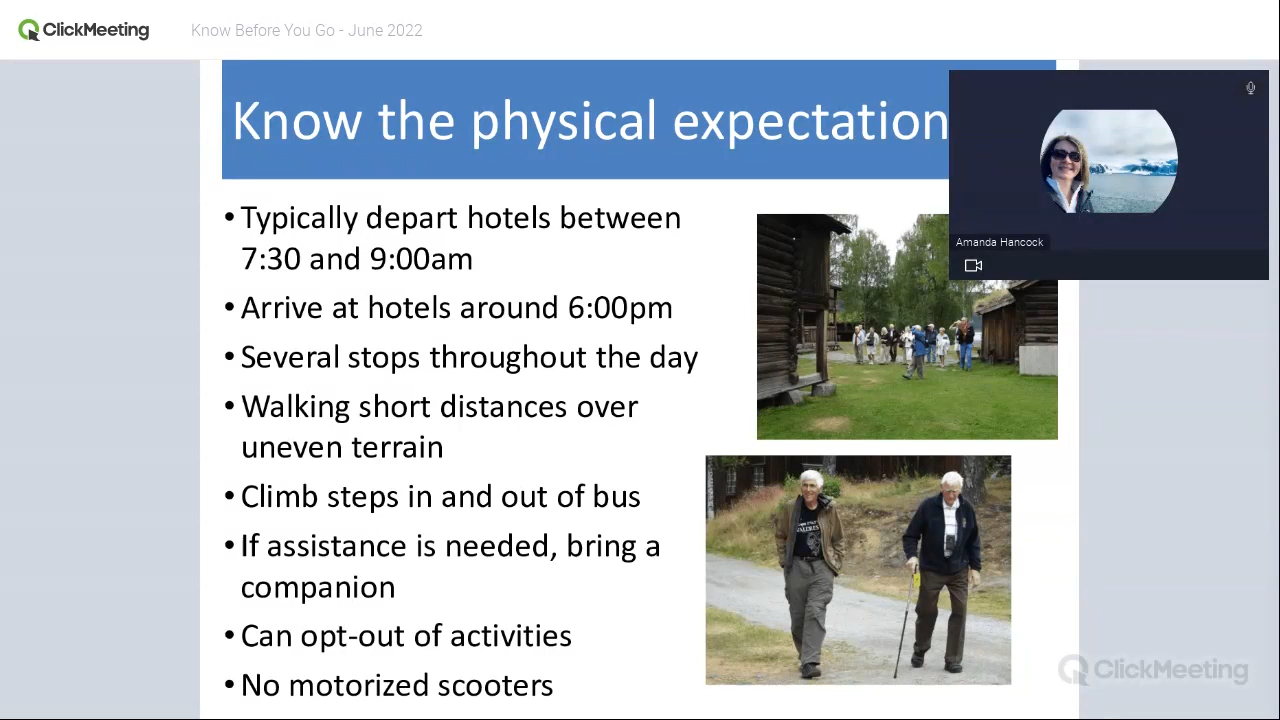 ClickMeeting
Know Before You Go - June 2022
Know the physical expectation
Amanda Hancock
• Typically depart hotels between
7:30 and 9:00am
• Arrive at hotels around 6:00pm
• Several stops throughout the day
• Walking short distances over
uneven terrain
• Climb steps in and out of bus
• If assistance is needed, bring a
companion
• Can opt-out of activities
• No motorized scooters
ClickMeeting